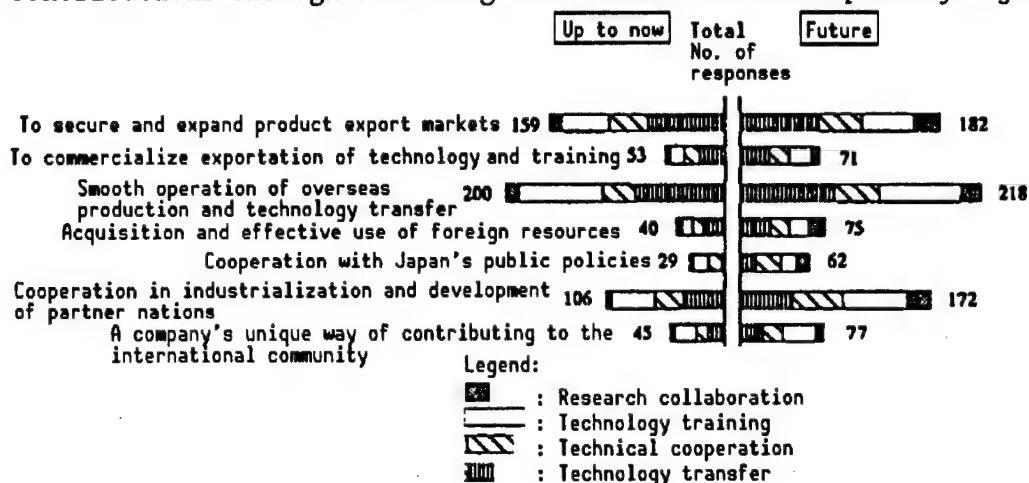 Up to now Total Future
No. of
responses
To secure and expand product export markets 159 182
To commercialize exportation of technology and training 53 71
Smooth operation of overseas 200 218
production and technology transfer
Acquisition and effective use of foreign resources 40 75
Cooperation with Japan's public policies 29 62
Cooperation in industrialization and development 106 172
of partner nations
A company's unique way of contributing to the 45 77
international community
Legend:
: Research collaboration
: Technology training
: Technical cooperation
: Technology transfer